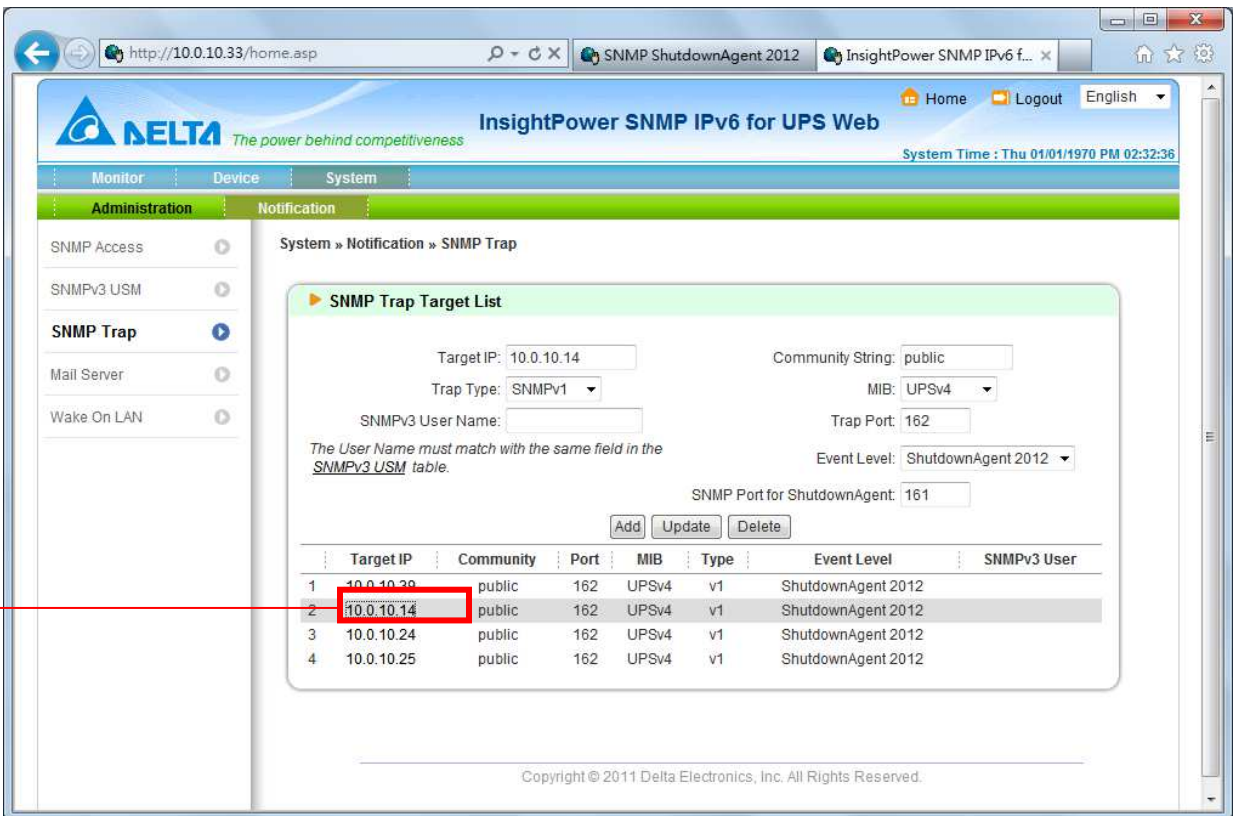 http://10.0.10.33/home.asp
SNMP ShutdownAgent 2012
InsightPower SNMP IPv6 f...
Home
Logout
English
DELTA
The power behind competitiveness
InsightPower SNMP IPv6 for UPS Web
System Time : Thu 01/01/1970 PM 02:32:36
Monitor Device System
Administration Notification
SNMP Access
SNMPv3 USM
SNMP Trap
Mail Server
Wake On LAN
System » Notification » SNMP Trap
SNMP Trap Target List
Target IP: 10.0.10.14 Community String: public
Trap Type: SNMPv1 MIB: UPSv4
SNMPv3 User Name: Trap Port: 162
The User Name must match with the same field in the
SNMPv3 USM table.
Event Level: ShutdownAgent 2012
SNMP Port for ShutdownAgent: 161
Add Update Delete
Target IP Community Port MIB Type Event Level SNMPv3 User
1 10.0.10.39 public 162 UPSv4 v1 ShutdownAgent 2012
2 10.0.10.14 public 162 UPSv4 v1 ShutdownAgent 2012
3 10.0.10.24 public 162 UPSv4 v1 ShutdownAgent 2012
4 10.0.10.25 public 162 UPSv4 v1 ShutdownAgent 2012
Copyright © 2011 Delta Electronics, Inc. All Rights Reserved.